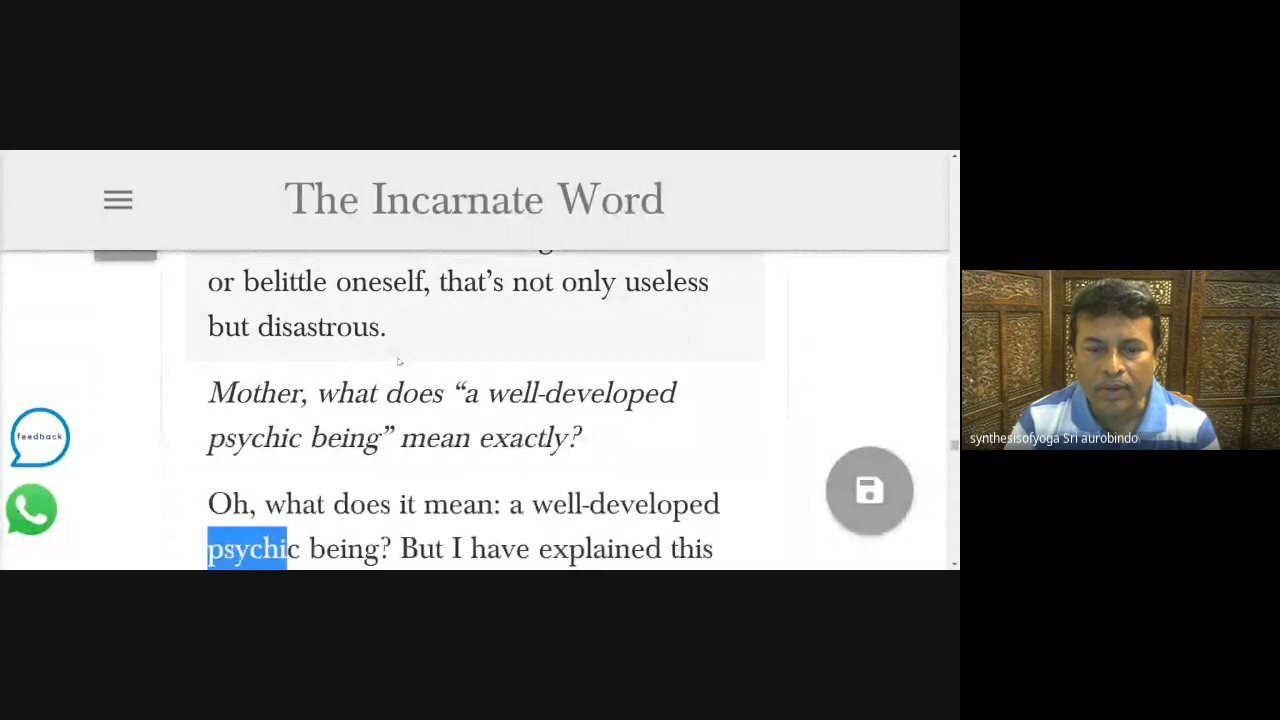 The Incarnate Word
or belittle oneself, that's not only useless
but disastrous.
Mother, what does “a well-developed
psychic being” mean exactly?
feedback
Oh, what does it mean: a well-developed
psychic being? But I have explained this
synthesisofyoga Sri aurobindo